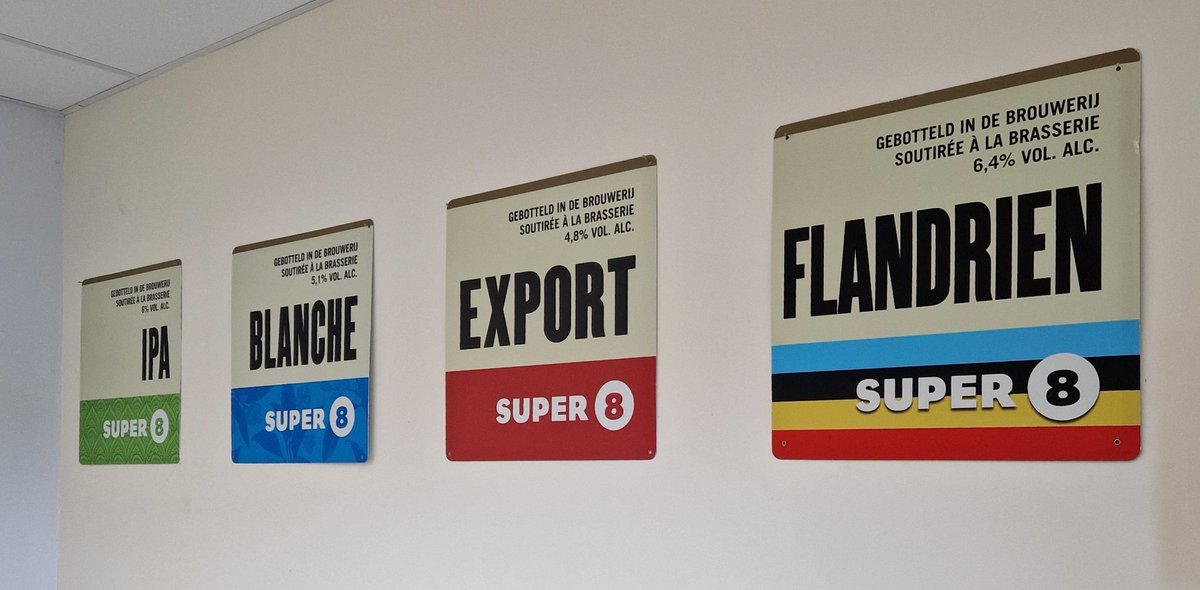 GEBOTTELD IN DE BROUWERIJ
SOUTIRÉE À LA BRASSERIE
6% VOL. ALC.
IPA
SUPER 8
GEBOTTELD IN DE BROUWERIJ
SOUTIRÉE À LA BRASSERIE
5,1% VOL. ALC.
BLANCHE
SUPER 8
GEBOTTELD IN DE BROUWERIJ
SOUTIRÉE À LA BRASSERIE
4,8% VOL. ALC.
EXPORT
SUPER 8
GEBOTTELD IN DE BROUWERIJ
SOUTIRÉE À LA BRASSERIE
6,4% VOL. ALC.
FLANDRIEN
SUPER 8